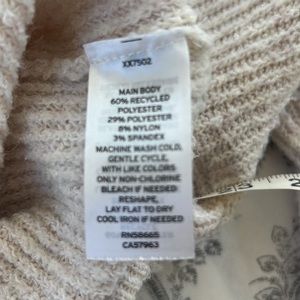 XX7502
MAIN BODY
60% RECYCLED
POLYESTER
29% POLYESTER
8% NYLON
3% SPANDEX
MACHINE WASH COLD,
GENTLE CYCLE,
WITH LIKE COLORS
ONLY NON-CHLORINE
BLEACH IF NEEDED
RESHAPE,
LAY FLAT TO DRY
COOL IRON IF NEEDED
RN58665
CA57963